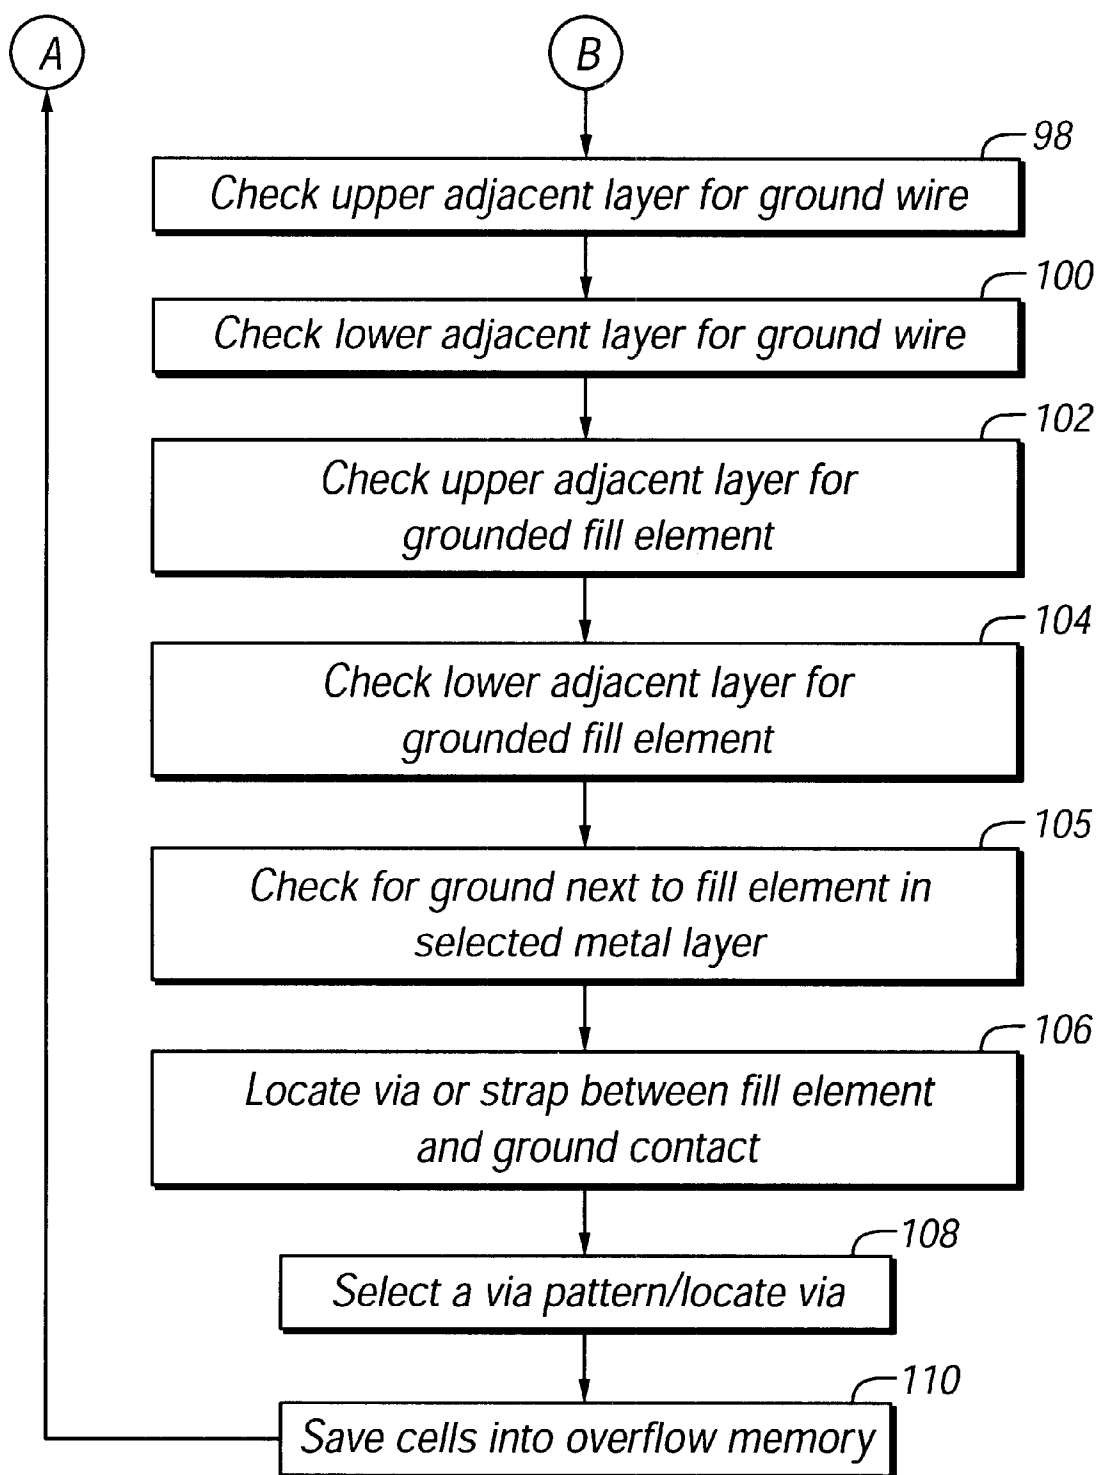 A
B
98
Check upper adjacent layer for ground wire
100
Check lower adjacent layer for ground wire
102
Check upper adjacent layer for
grounded fill element
104
Check lower adjacent layer for
grounded fill element
105
Check for ground next to fill element in
selected metal layer
106
Locate via or strap between fill element
and ground contact
108
Select a via pattern/locate via
110
Save cells into overflow memory